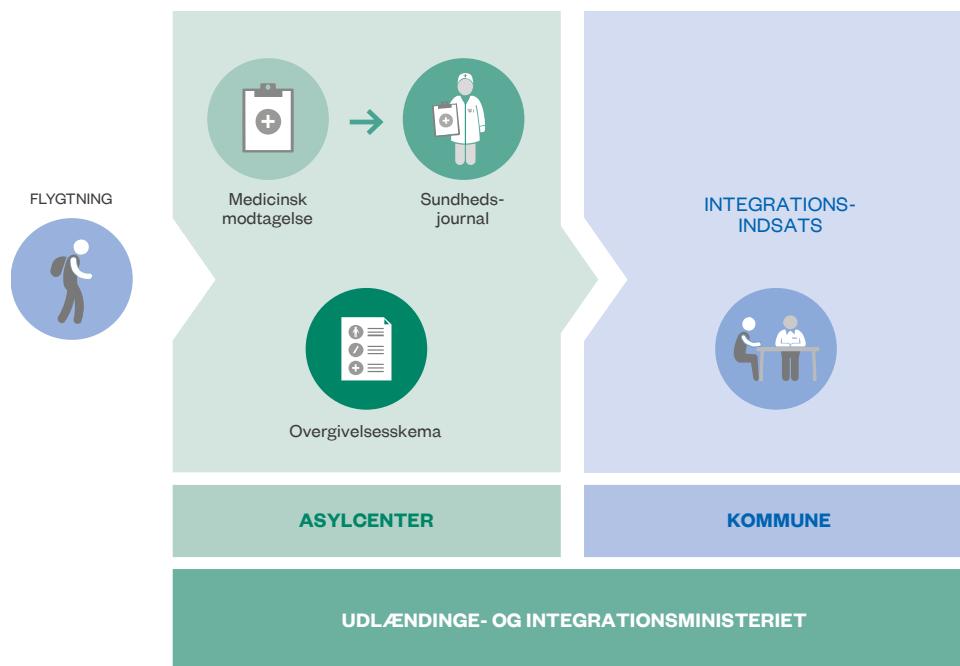 FLYGTNING
Medicinsk
modtagelse
Sundheds-
journal
Overgivelsesskema
INTEGRATIONS-
INDSATS
ASYLCENTER
KOMMUNE
UDLÆNDINGE- OG INTEGRATIONSMINISTERIET